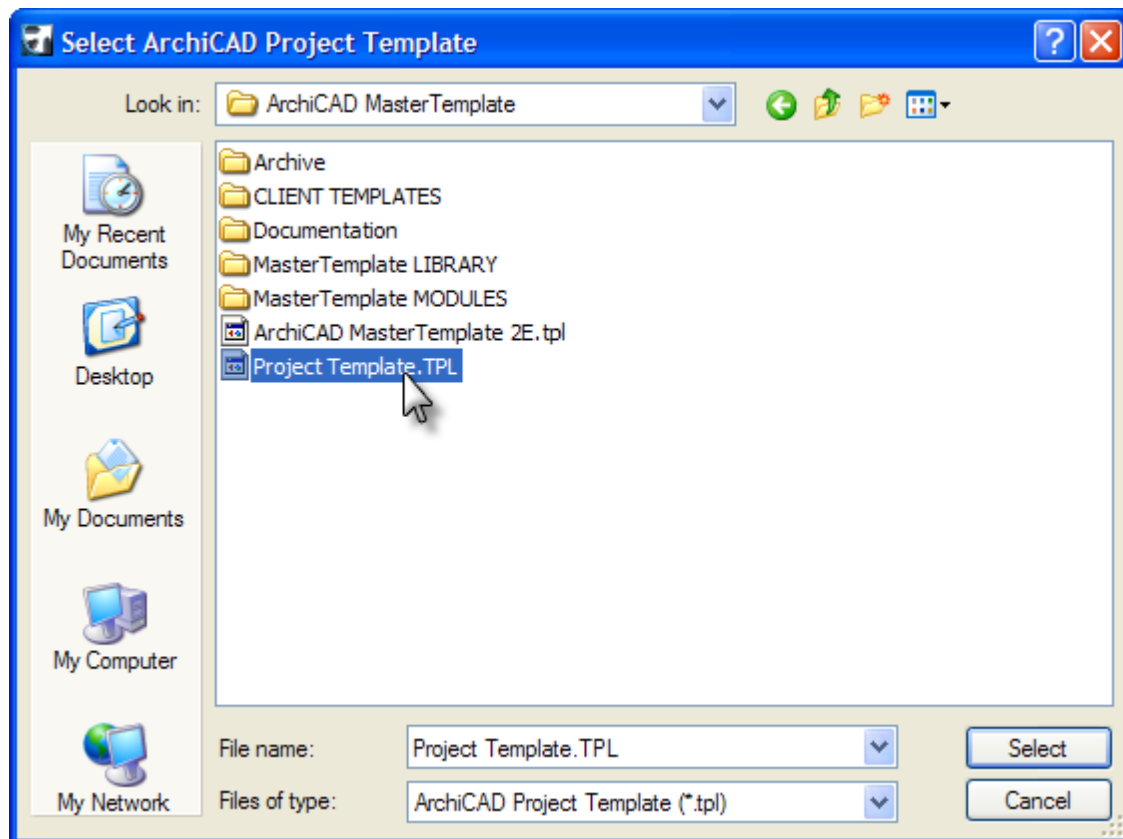 Select ArchiCAD Project Template
Look in: ArchiCAD MasterTemplate
My Recent
Documents
Desktop
My Documents
My Computer
My Network
Archive
CLIENT TEMPLATES
Documentation
MasterTemplate LIBRARY
MasterTemplate MODULES
ArchiCAD MasterTemplate 2E.tpl
Project Template.TPL
File name: Project Template.TPL Select
Files of type: ArchiCAD Project Template (*.tpl) Cancel